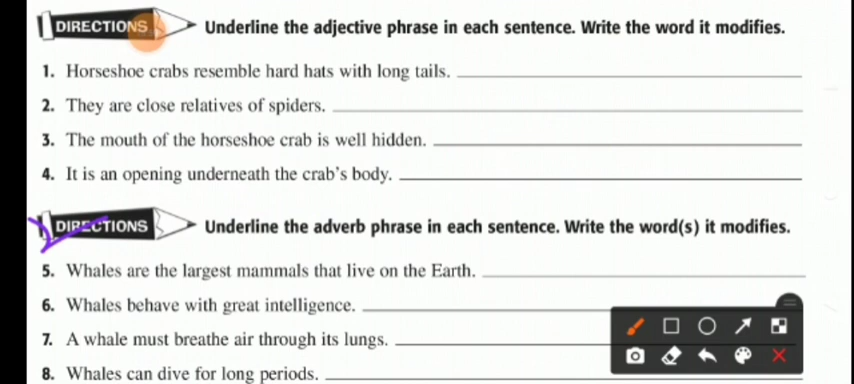 DIRECTIONS Underline the adjective phrase in each sentence. Write the word it modifies.
1. Horseshoe crabs resemble hard hats with long tails.
2. They are close relatives of spiders.
3. The mouth of the horseshoe crab is well hidden.
4. It is an opening underneath the crab's body.
DIRECTIONS Underline the adverb phrase in each sentence. Write the word(s) it modifies.
5. Whales are the largest mammals that live on the Earth.
6. Whales behave with great intelligence.
7. A whale must breathe air through its lungs.
8. Whales can dive for long periods.